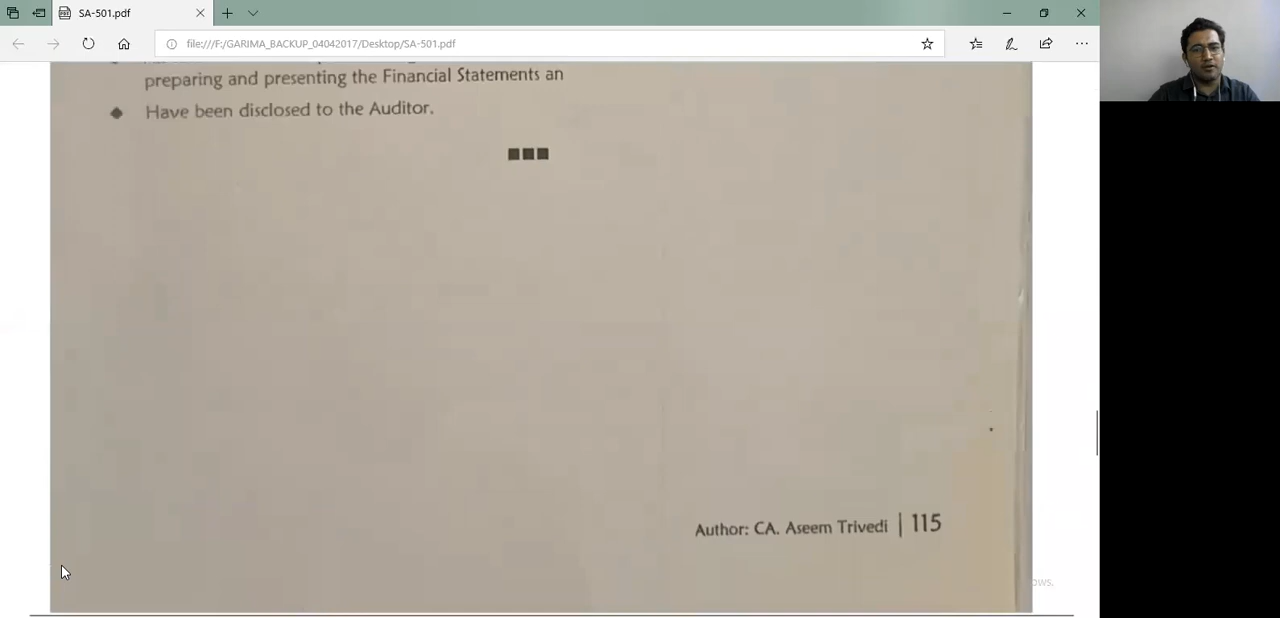 SA-501.pdf
file:///F:/GARIMA_BACKUP_04042017/Desktop/SA-501.pdf
preparing and presenting the Financial Statements an
Have been disclosed to the Auditor.
Author: CA. Aseem Trivedi | 115